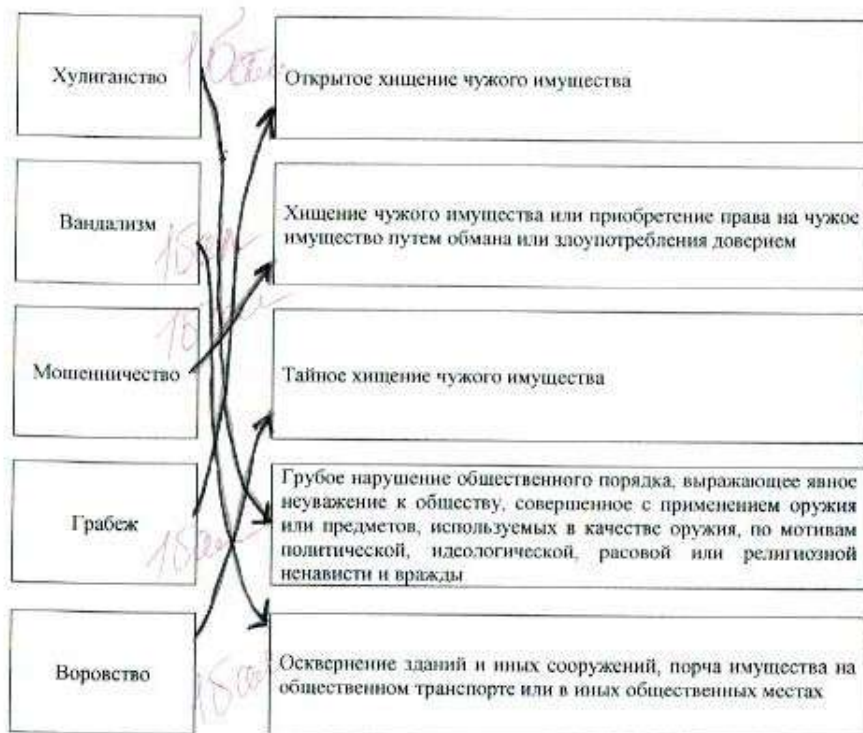 Хулиганство
Открытое хищение чужого имущества
Вандализм
Хищение чужого имущества или приобретение права на чужое
имущество путем обмана или злоупотребления доверием
Мошенничество
Тайное хищение чужого имущества
Грабеж
Грубое нарушение общественного порядка, выражающее явное
неуважение к обществу, совершенное с применением оружия
или предметов, используемых в качестве оружия, по мотивам
политической, идеологической, расовой или религиозной
ненависти и вражды
Воровство
Осквернение зданий и иных сооружений, порча имущества на
общественном транспорте или в иных общественных местах